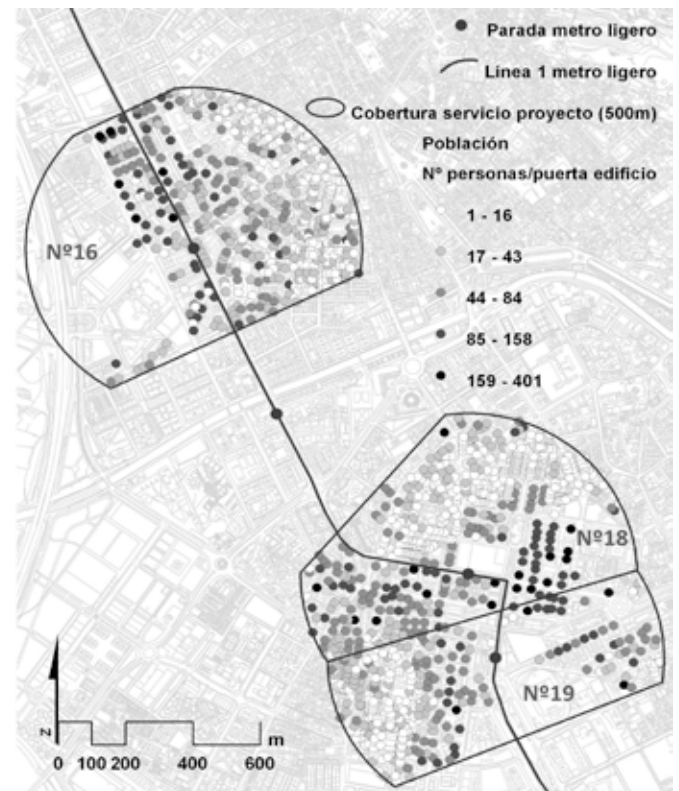 Parada metro ligero
Linea 1 metro ligero
Cobertura servicio proyecto (500m)
Población
Nº personas/puerta edificio
1 - 16
17 - 43
44 - 84
85 - 158
159 - 401
Nº16
Nº18
Nº19
N
m
0 100 200 400 600